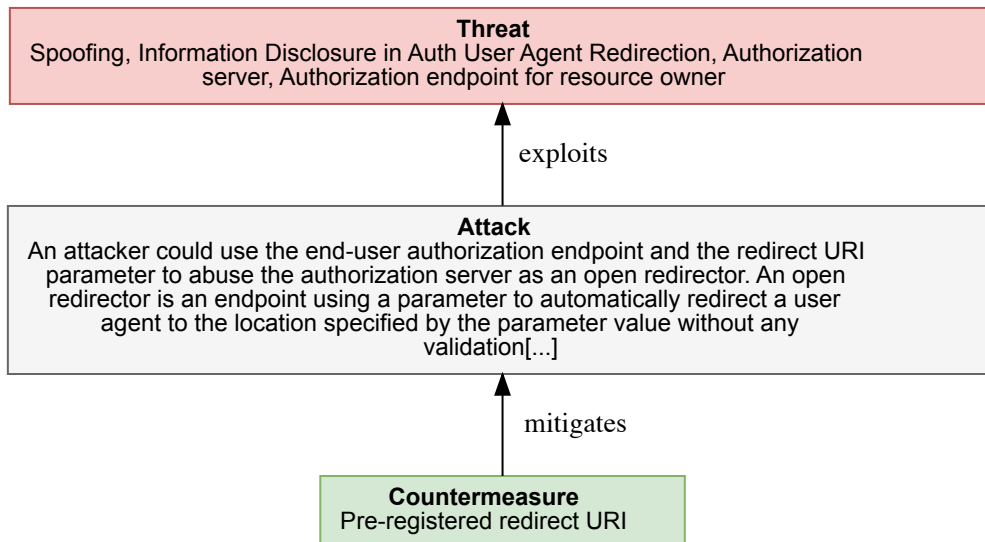 Threat
Spoofing, Information Disclosure in Auth User Agent Redirection, Authorization
server, Authorization endpoint for resource owner
exploits
Attack
An attacker could use the end-user authorization endpoint and the redirect URI
parameter to abuse the authorization server as an open redirector. An open
redirector is an endpoint using a parameter to automatically redirect a user
agent to the location specified by the parameter value without any
validation[...]
mitigates
Countermeasure
Pre-registered redirect URI